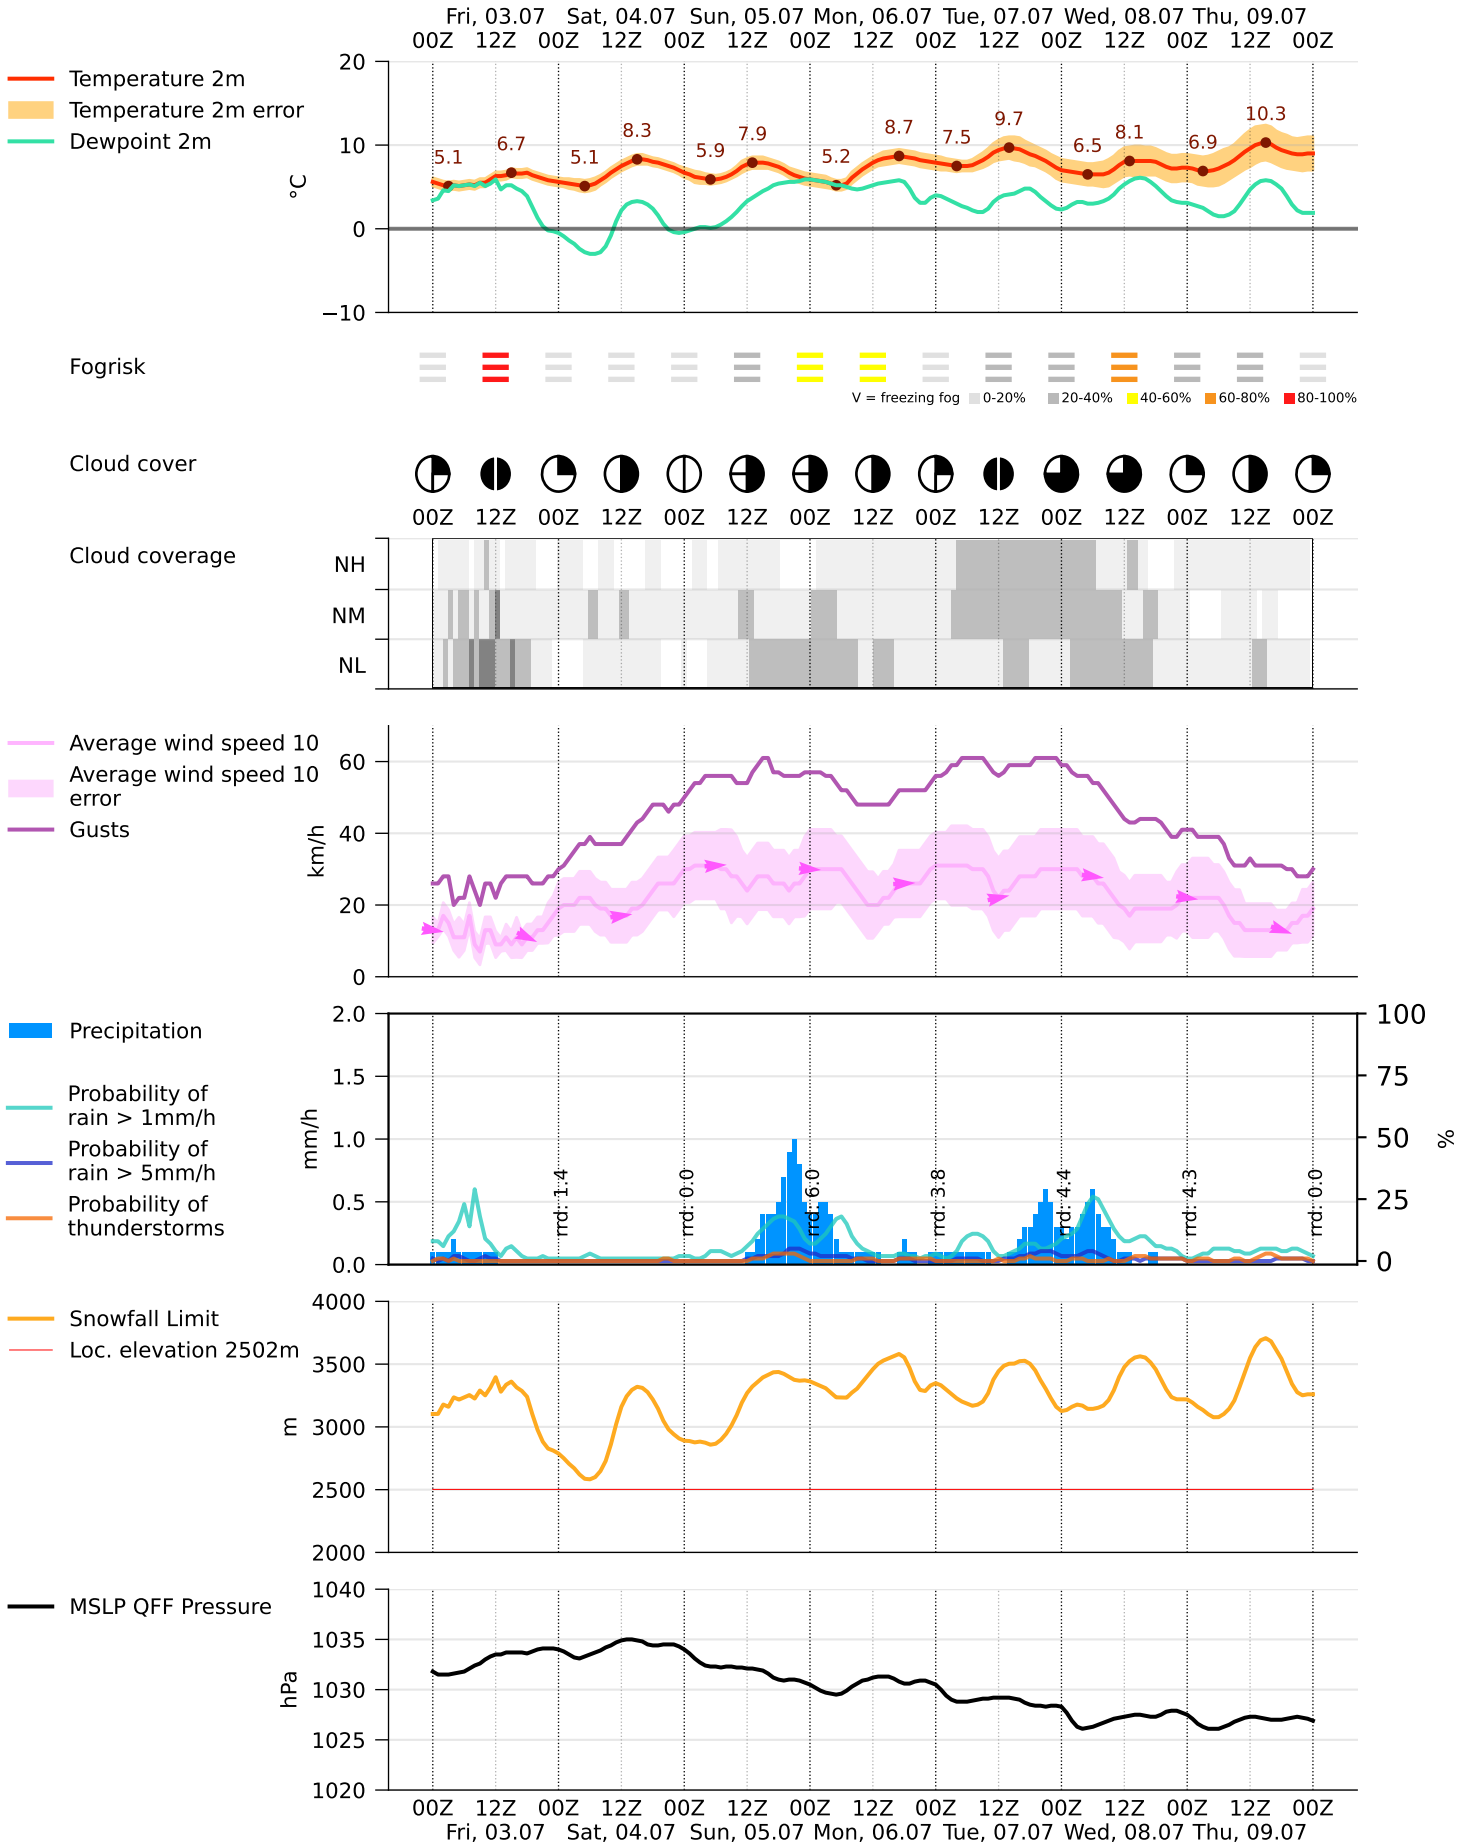 Fri, 03.07 Sat, 04.07 Sun, 05.07 Mon, 06.07 Tue, 07.07 Wed, 08.07 Thu, 09.07
00Z 12Z 00Z 12Z 00Z 12Z 00Z 12Z 00Z 12Z 00Z 12Z 00Z 12Z 00Z
Temperature 2m
Temperature 2m error
Dewpoint 2m
°C
20
10
0
−10
5.1 6.7 5.1 8.3 5.9 7.9 5.2 8.7 7.5 9.7 6.5 8.1 6.9 10.3
Fogrisk
V = freezing fog 0-20% 20-40% 40-60% 60-80% 80-100%
Cloud cover
00Z 12Z 00Z 12Z 00Z 12Z 00Z 12Z 00Z 12Z 00Z 12Z 00Z 12Z 00Z
Cloud coverage
NH
NM
NL
Average wind speed 10
Average wind speed 10
error
Gusts
km/h
60
40
20
0
Precipitation
Probability of
rain > 1mm/h
Probability of
rain > 5mm/h
Probability of
thunderstorms
mm/h
2.0
1.5
1.0
0.5
0.0
rrd: 1.4 rrd: 0.0 rrd: 6.0 rrd: 3.8 rrd: 4.4 rrd: 4.3 rrd: 0.0
100
75
50
25
0
%
Snowfall Limit
Loc. elevation 2502m
m
4000
3500
3000
2500
2000
MSLP QFF Pressure
hPa
1040
1035
1030
1025
1020
00Z 12Z 00Z 12Z 00Z 12Z 00Z 12Z 00Z 12Z 00Z 12Z 00Z 12Z 00Z
Fri, 03.07 Sat, 04.07 Sun, 05.07 Mon, 06.07 Tue, 07.07 Wed, 08.07 Thu, 09.07